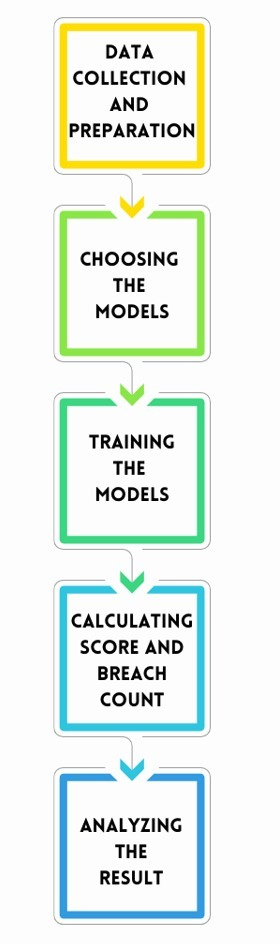 DATA
COLLECTION
AND
PREPARATION
CHOOSING
THE
MODELS
TRAINING
THE
MODELS
CALCULATING
SCORE AND
BREACH
COUNT
ANALYZING
THE
RESULT